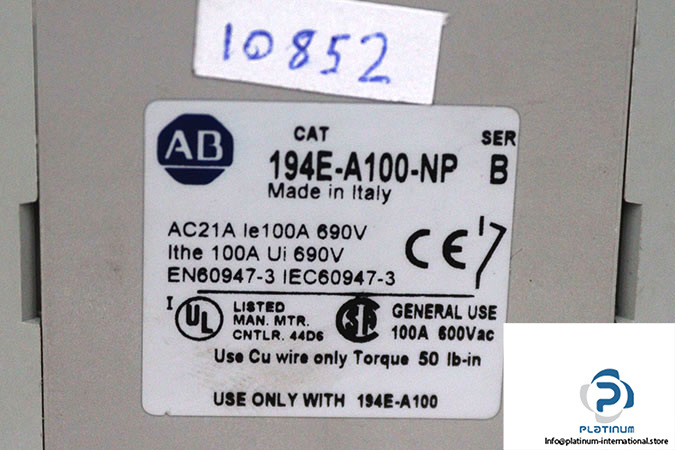 10852
AB
CAT
SER
194E-A100-NP B
Made in Italy
AC21A Ie100A 690V
Ithe 100A Ui 690V
EN60947-3 IEC60947-3
CE
I
UL
LISTED
MAN. MTR.
CNTLR. 44D6
SA
GENERAL USE
100A 600Vac
Use Cu wire only Torque 50 lb-in
USE ONLY WITH 194E-A100
PLATINUM
Info@platinum-international.store